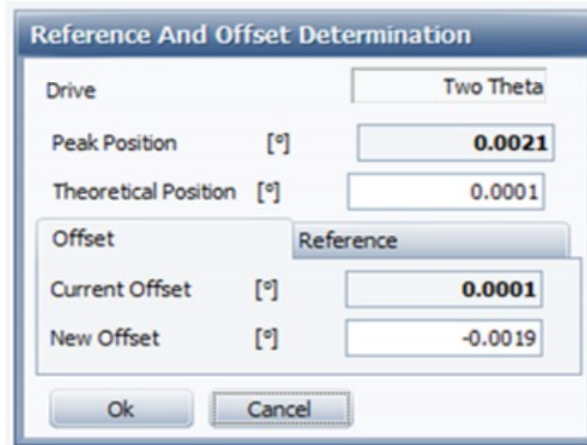 Reference And Offset Determination
Drive Two Theta
Peak Position [°] 0.0021
Theoretical Position [°] 0.0001
Offset Reference
Current Offset [°] 0.0001
New Offset [°] -0.0019
Ok Cancel